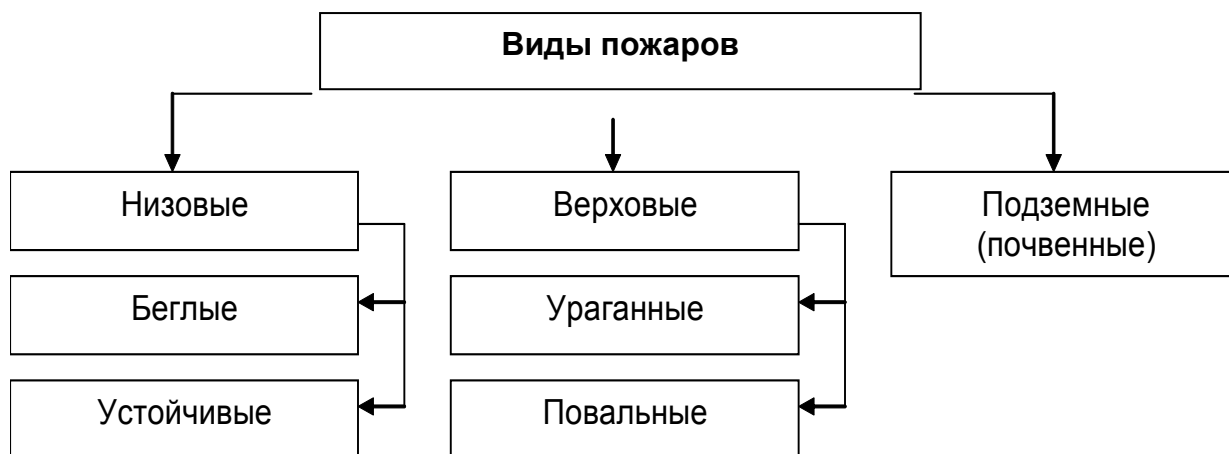 Виды пожаров
Низовые
Верховые
Подземные
(почвенные)
Беглые
Ураганные
Устойчивые
Повальные